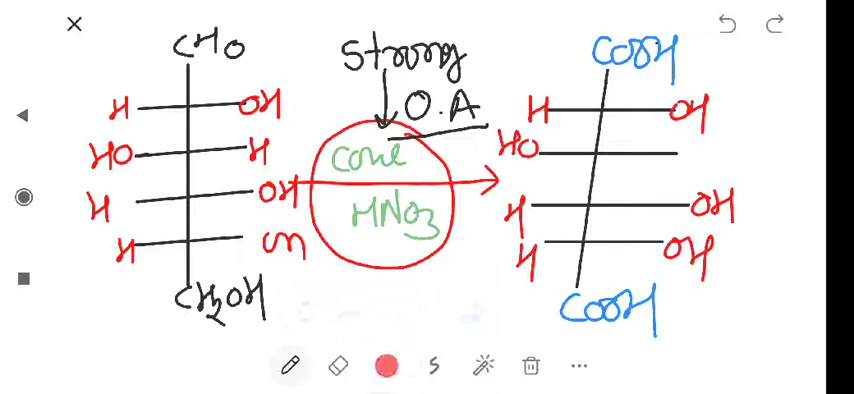 CHO
H OH
HO H
H OH
H OH
CH2OH
Strong
O.A
conc
HNO3
COOH
H OH
HO
H OH
H OH
COOH
S